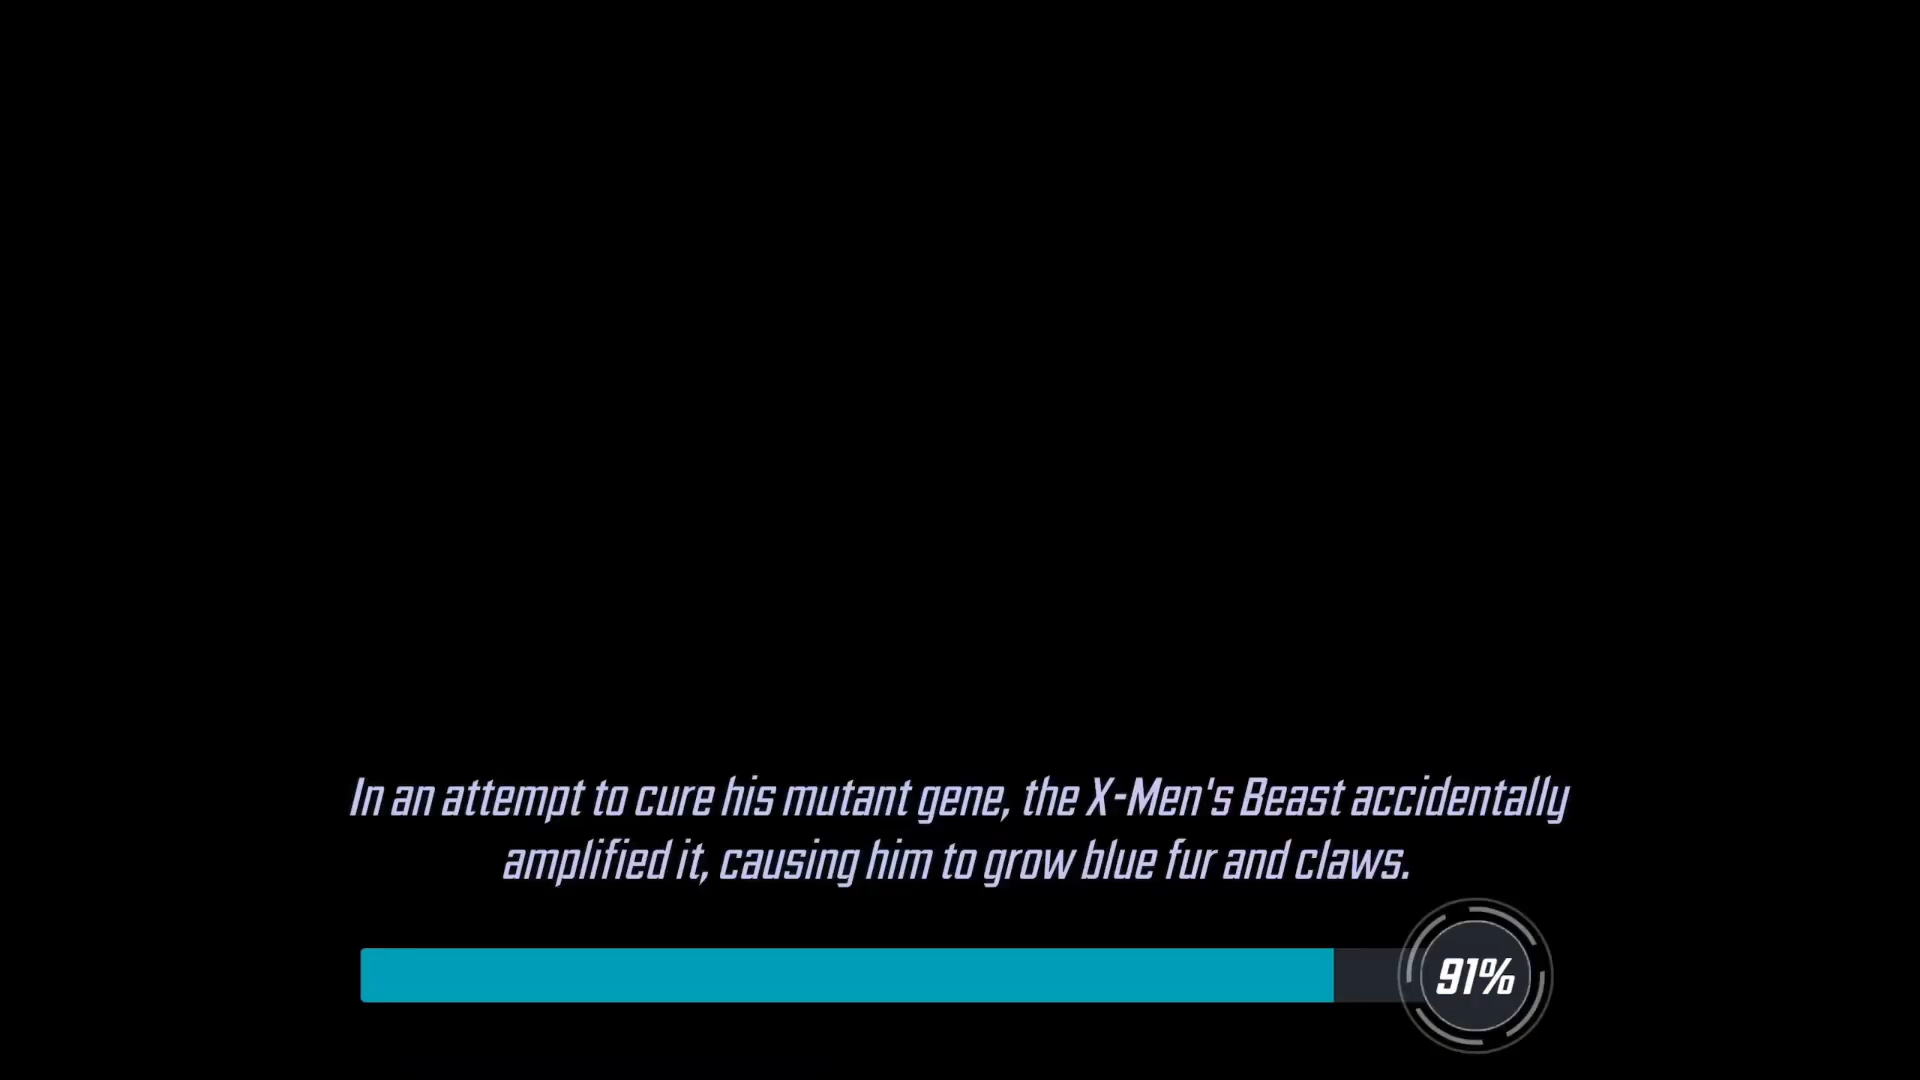 In an attempt to cure his mutant gene, the X-Men's Beast accidentally
amplified it, causing him to grow blue fur and claws.
91%